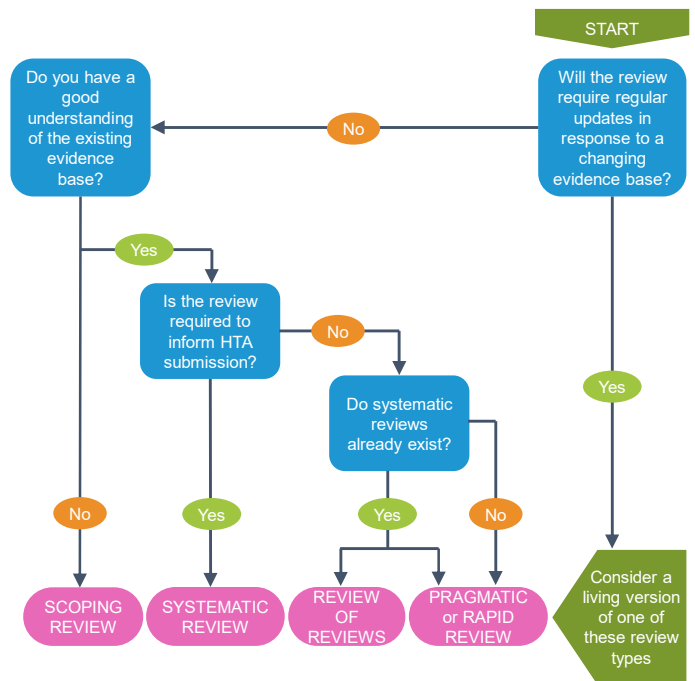 START
Do you have a
good
understanding
of the existing
evidence
base?
Will the review
require regular
updates in
response to a
changing
evidence base?
No
Yes
Is the review
required to
inform HTA
submission?
No
Do systematic
reviews
already exist?
Yes
No
Yes
Yes
No
SCOPING
REVIEW
SYSTEMATIC
REVIEW
REVIEW
OF
REVIEWS
PRAGMATIC
or RAPID
REVIEW
Consider a
living version
of one of
these review
types